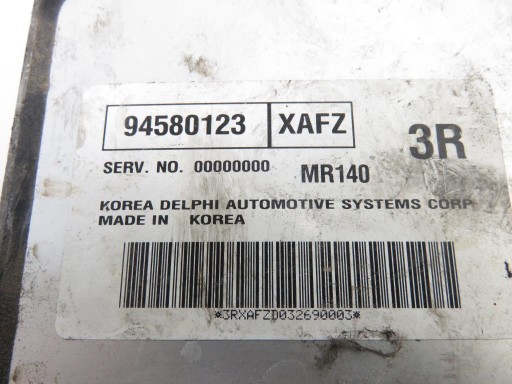 94580123 XAFZ 3R
SERV. NO. 00000000 MR140
KOREA DELPHI AUTOMOTIVE SYSTEMS CORP
MADE IN KOREA
*3RXAFZD032690003*